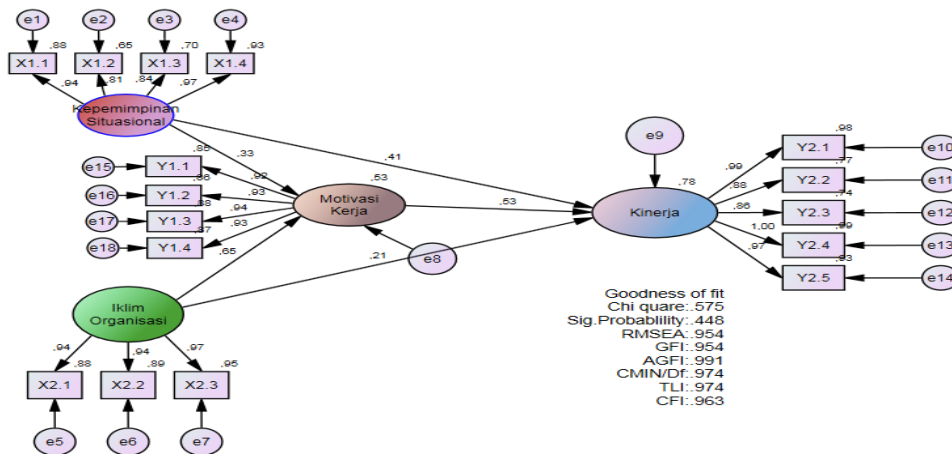 e1 e2 e3 e4
.88 .65 .70 .93
X1.1 X1.2 X1.3 X1.4
.94 .81 .84 .97
Kepemimpinan
Situasional
e9
.33 .41
.98
Y2.1 e10
.85
e15 Y1.1 .92 .53 .99 .77
.86
e16 Y1.2 .93 Motivasi
Kerja .53 Kinerja .78 .88 Y2.2 e11
.74
.88
e17 Y1.3 .94 .86 Y2.3 e12
.87
e18 Y1.4 .93 1.00 .99
Y2.4 e13
.65 .21 e8 .97 .93
Y2.5 e14
Iklim
Organisasi
Goodness of fit
Chi quare:.575
Sig.Probablility:.448
RMSEA:.954
GFI:.954
AGFI:.991
CMIN/Df:.974
TLI:.974
CFI:.963
.94 .94 .97
.88 .89 .95
X2.1 X2.2 X2.3
e5 e6 e7